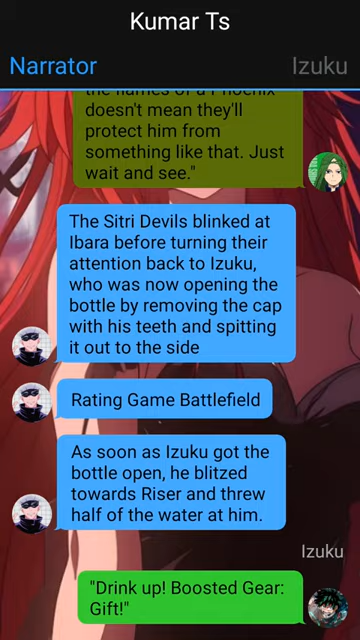 Kumar Ts
Narrator
Izuku
the flames of a Phoenix
doesn't mean they'll
protect him from
something like that. Just
wait and see."
The Sitri Devils blinked at
Ibara before turning their
attention back to Izuku,
who was now opening the
bottle by removing the cap
with his teeth and spitting
it out to the side
Rating Game Battlefield
As soon as Izuku got the
bottle open, he blitzed
towards Riser and threw
half of the water at him.
Izuku
"Drink up! Boosted Gear:
Gift!"